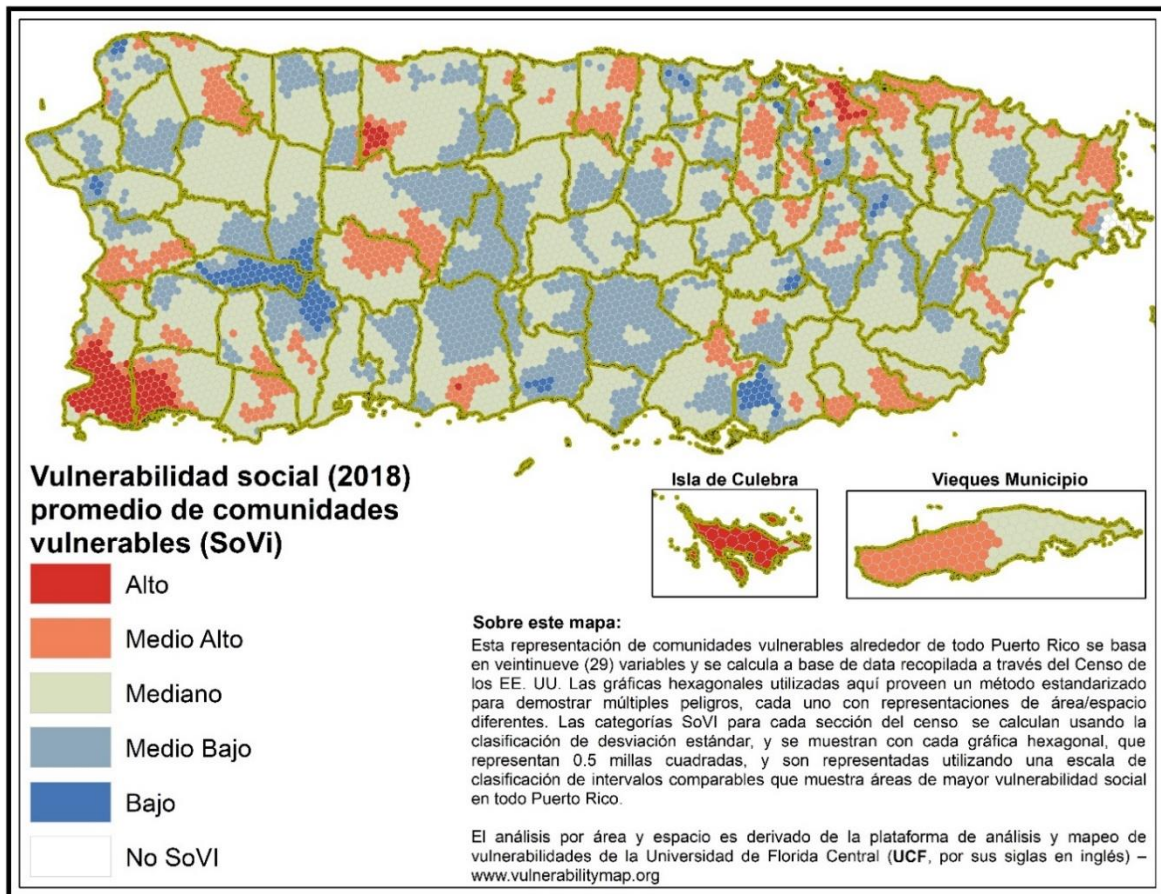 Vulnerabilidad social (2018)
promedio de comunidades
vulnerables (SoVi)
Alto
Medio Alto
Mediano
Medio Bajo
Bajo
No SoVI
Isla de Culebra
Vieques Municipio
Sobre este mapa:
Esta representación de comunidades vulnerables alrededor de todo Puerto Rico se basa
en veintinueve (29) variables y se calcula a base de data recopilada a través del Censo de
los EE. UU. Las gráficas hexagonales utilizadas aquí proveen un método estandarizado
para demostrar múltiples peligros, cada uno con representaciones de área/espacio
diferentes. Las categorías SoVI para cada sección del censo se calculan usando la
clasificación de desviación estándar, y se muestran con cada gráfica hexagonal, que
representan 0.5 millas cuadradas, y son representadas utilizando una escala de
clasificación de intervalos comparables que muestra áreas de mayor vulnerabilidad social
en todo Puerto Rico.
El análisis por área y espacio es derivado de la plataforma de análisis y mapeo de
vulnerabilidades de la Universidad de Florida Central (UCF, por sus siglas en inglés) –
www.vulnerabilitymap.org